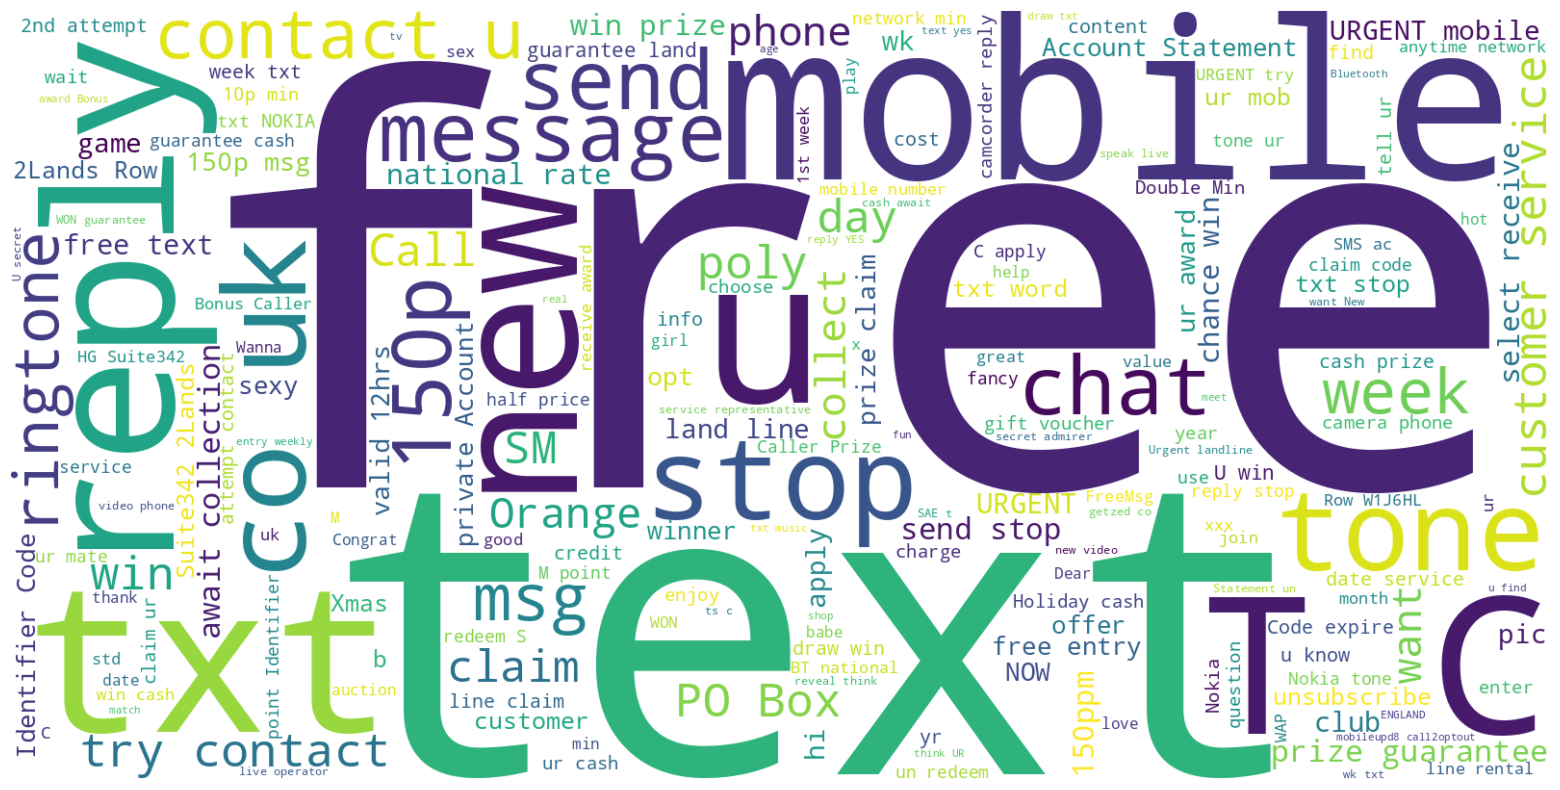 free
text
mobile
txt
reply
new
u
stop
T C
tone
message
send
contact u
co uk
150p
chat
week
msg
claim
win
Call
ringtone
customer service
try contact
PO Box
poly
day
phone
collect
Orange
SM
want
2nd attempt
tv
sex
win prize
guarantee land
network min
draw txt
text yes
age
wk
content
Account Statement
URGENT mobile
find
anytime network
wait
week txt
award Bonus
10p min
txt NOKIA
game
guarantee cash
150p msg
2Lands Row
national rate
play
camcorder reply
1st week
cost
URGENT try
Bluetooth
ur mob
tone ur
speak live
tell ur
Double Min
mobile number
cash await
WON guarantee
free text
U secret
reply YES
C apply
help
txt word
SMS ac
claim code
txt stop
want New
hot
select receive
chance win
ur award
prize claim
Bonus Caller
choose
real
receive award
info
girl
x
HG Suite342
Wanna
sexy
opt
great
fancy
value
cash prize
camera phone
meet
half price
service representative
gift voucher
secret admirer
land line
Caller Prize
fun
year
Urgent landline
entry weekly
valid 12hrs
private Account
service
video phone
attempt contact
Suite342 2Lands
await collection
Identifier Code
U win
use
reply stop
Row W1J6HL
ur
URGENT
FreeMsg
getzed co
SAE t
send stop
winner
txt music
M
Congrat
good
credit
M point
uk
ur mate
charge
new video
Dear
xxx
join
apply
thank
Xmas
enjoy
ts c
shop
WON
Holiday cash
offer
Statement un
date service
month
u find
Code expire
pic
redeem S
babe
draw win
BT national
reveal think
free entry
NOW
u know
Nokia tone
Nokia
question
unsubscribe
enter
std
date
win cash
match
claim ur
point Identifier
b
auction
line claim
customer
150ppm
love
WAP
club
ENGLAND
mobileupd8 call2optout
C
hi
yr
think UR
min
ur cash
un redeem
live operator
prize guarantee
wk txt
line rental